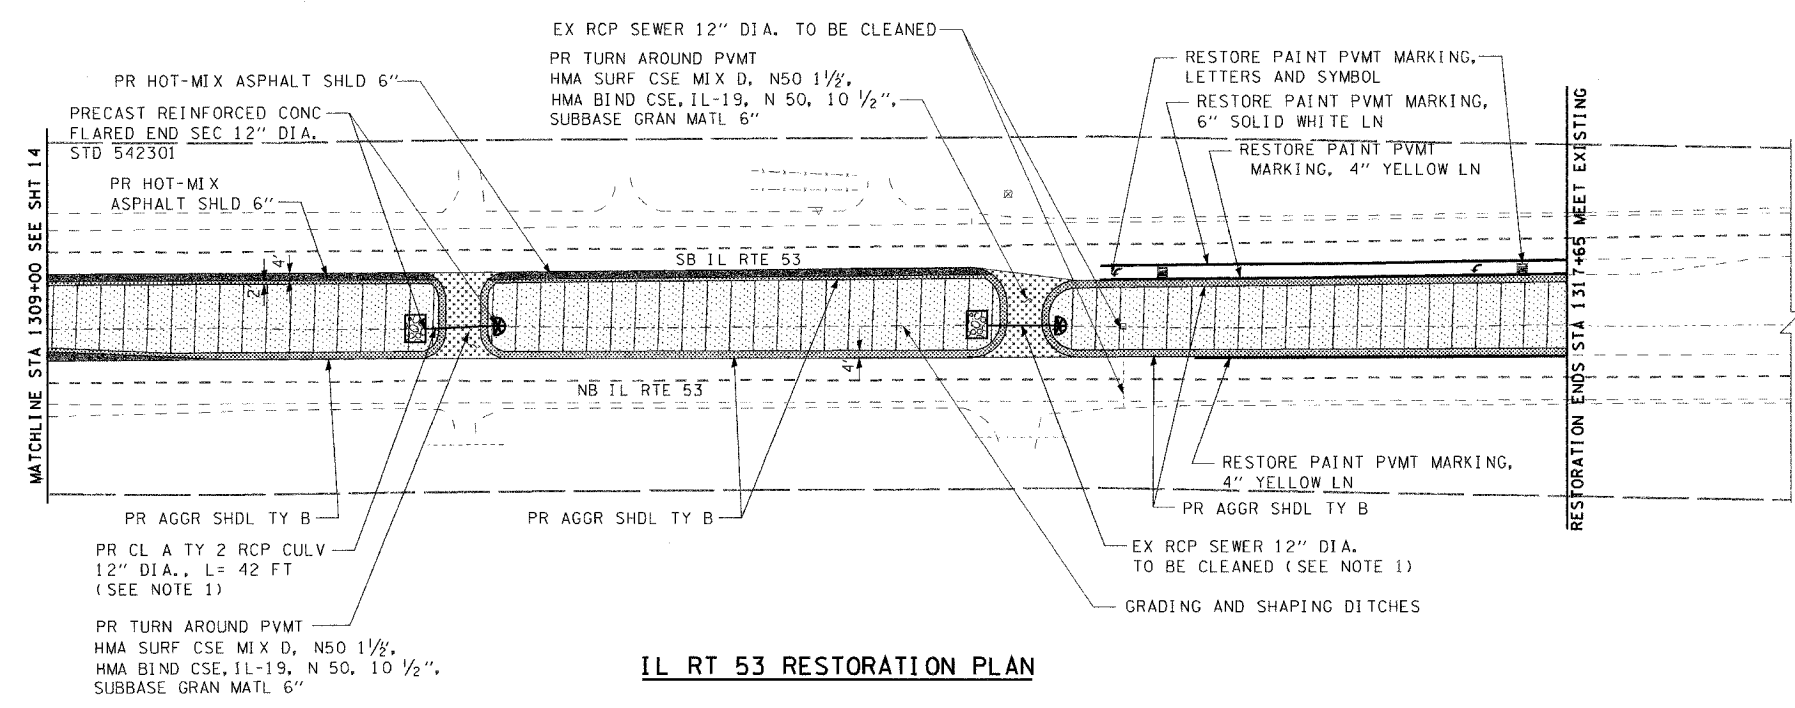 EX RCP SEWER 12" DIA. TO BE CLEANED
PR TURN AROUND PVMT
HMA SURF CSE MIX D, N50 1½",
HMA BIND CSE, IL-19, N 50, 10 ½",
SUBBASE GRAN MATL 6"
PR HOT-MIX ASPHALT SHLD 6"
PRECAST REINFORCED CONC
FLARED END SEC 12" DIA.
STD 542301
PR HOT-MIX
ASPHALT SHLD 6"
RESTORE PAINT PVMT MARKING,
LETTERS AND SYMBOL
RESTORE PAINT PVMT MARKING,
6" SOLID WHITE LN
RESTORE PAINT PVMT
MARKING, 4" YELLOW LN
MATCHLINE STA 1309+00 SEE SHT 14
RESTORATION ENDS STA 1317+65 MEET EXISTING
SB IL RTE 53
4'
2'
4'
NB IL RTE 53
RESTORE PAINT PVMT MARKING,
4" YELLOW LN
PR AGGR SHDL TY B
PR AGGR SHDL TY B
PR AGGR SHDL TY B
PR CL A TY 2 RCP CULV
12" DIA., L= 42 FT
(SEE NOTE 1)
EX RCP SEWER 12" DIA.
TO BE CLEANED (SEE NOTE 1)
GRADING AND SHAPING DITCHES
PR TURN AROUND PVMT
HMA SURF CSE MIX D, N50 1½",
HMA BIND CSE, IL-19, N 50, 10 ½",
SUBBASE GRAN MATL 6"
IL RT 53 RESTORATION PLAN